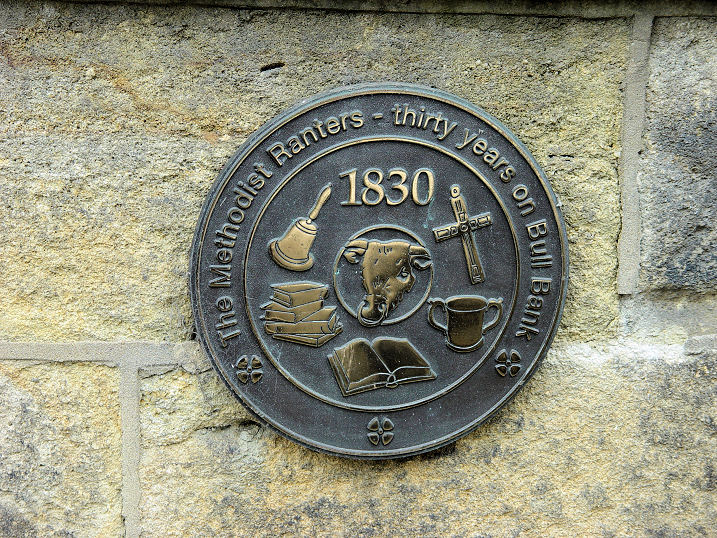 The Methodist Ranters - thirty years on Bull Bank
1830